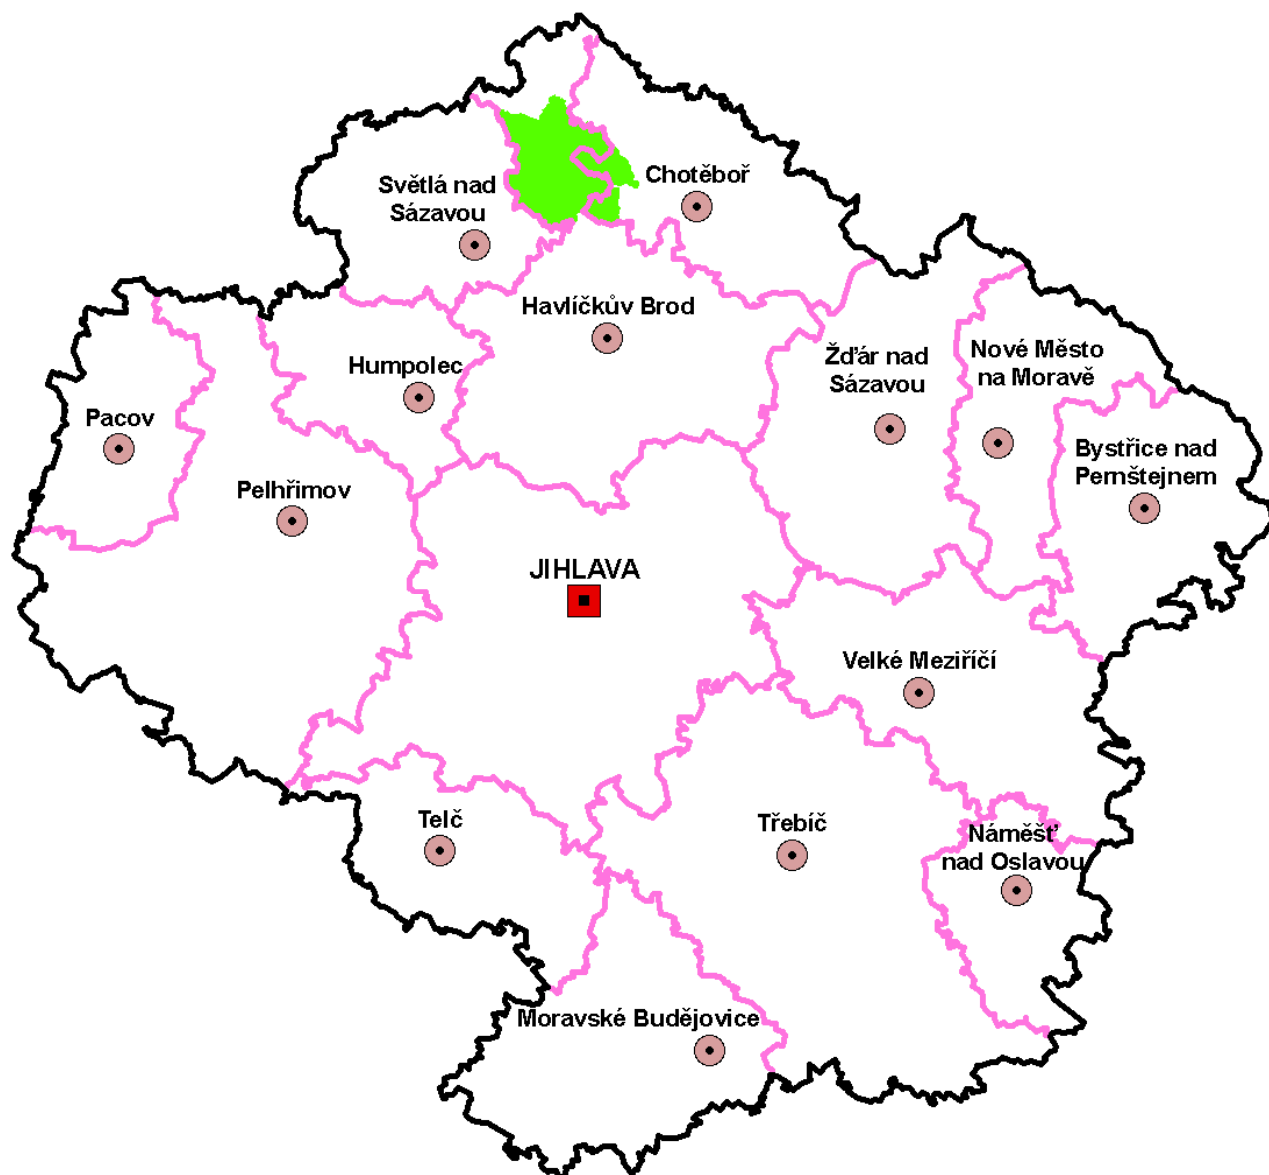 Chotěboř
Světlá nad
Sázavou
Havlíčkův Brod
Humpolec
Žďár nad
Sázavou
Nové Město
na Moravě
Pacov
Bystřice nad
Pernštejnem
Pelhřimov
JIHLAVA
Velké Meziříčí
Telč
Třebíč
Náměšť
nad Oslavou
Moravské Budějovice